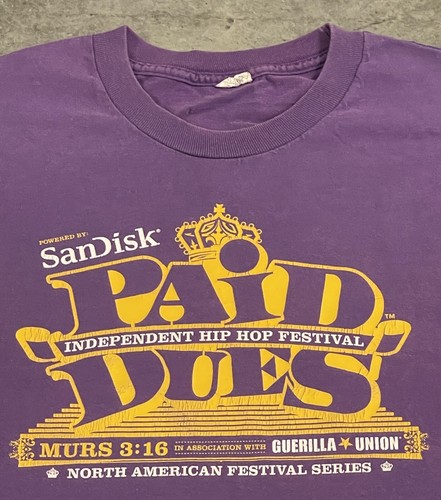 POWERED BY:
SanDisk®
PAID
TM
INDEPENDENT HIP HOP FESTIVAL
DUES
MURS 3:16 IN ASSOCIATION WITH GUERILLA ★ UNION
NORTH AMERICAN FESTIVAL SERIES